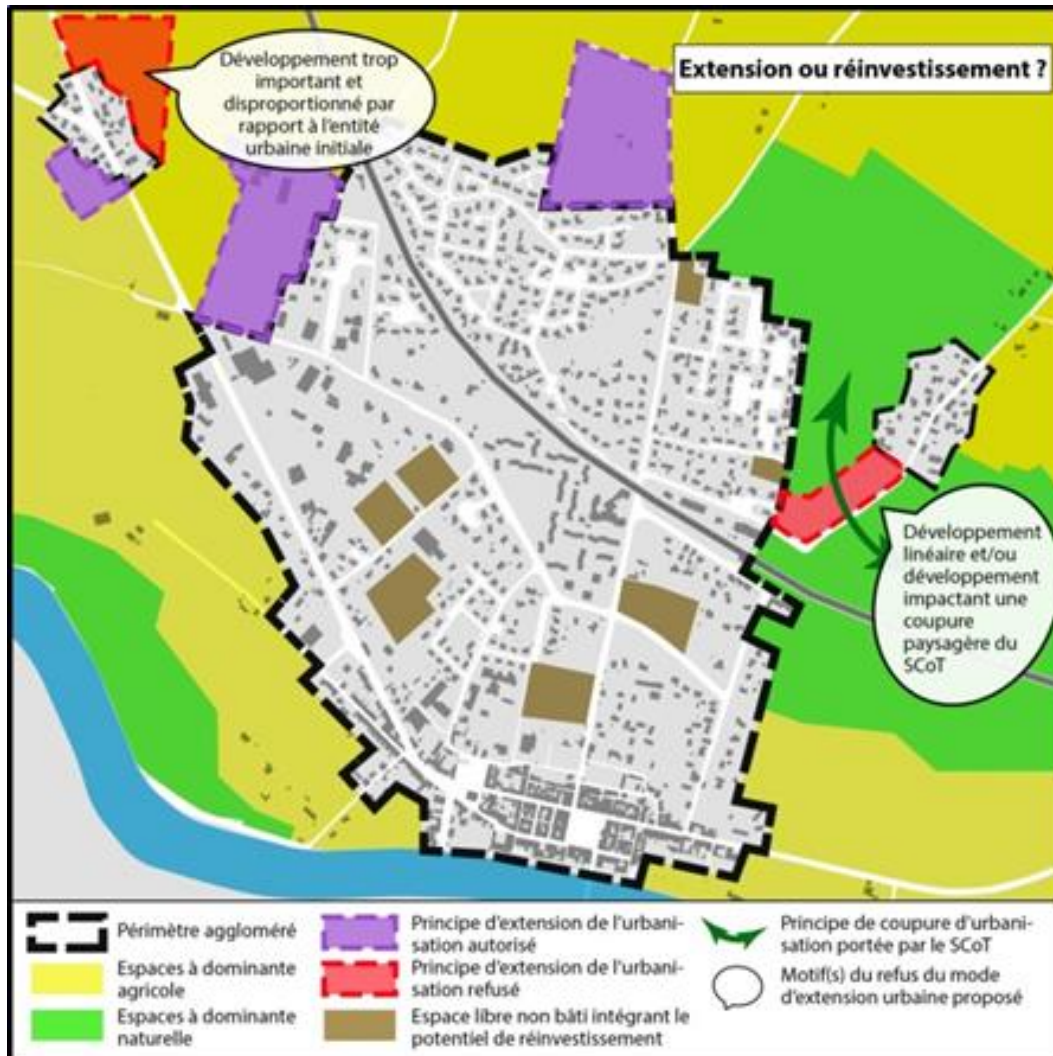 Extension ou réinvestissement ?
Développement trop
important et
disproportionné par
rapport à l'entité
urbaine initiale
Développement
linéaire et/ou
développement
impactant une
coupure
paysagère du
SCoT
Périmètre aggloméré
Espaces à dominante
agricole
Espaces à dominante
naturelle
Principe d'extension de l'urbani-
sation autorisé
Principe d'extension de l'urbani-
sation refusé
Espace libre non bâti intégrant le
potentiel de réinvestissement
Principe de coupure d'urbani-
sation portée par le SCoT
Motif(s) du refus du mode
d'extension urbaine proposé